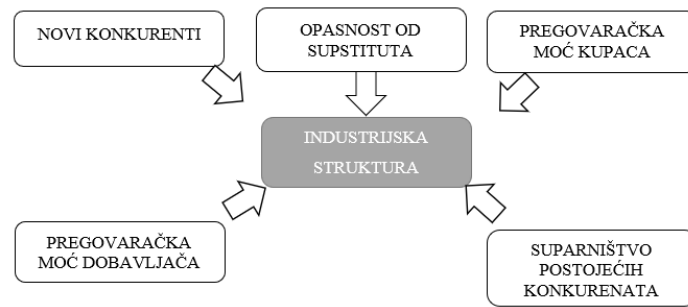 NOVI KONKURENTI
OPASNOST OD
SUPSTITUTA
PREGOVARAČKA
MOĆ KUPACA
INDUSTRIJSKA
STRUKTURA
PREGOVARAČKA
MOĆ DOBAVLJAČA
SUPARNIŠTVO
POSTOJEĆIH
KONKURENATA